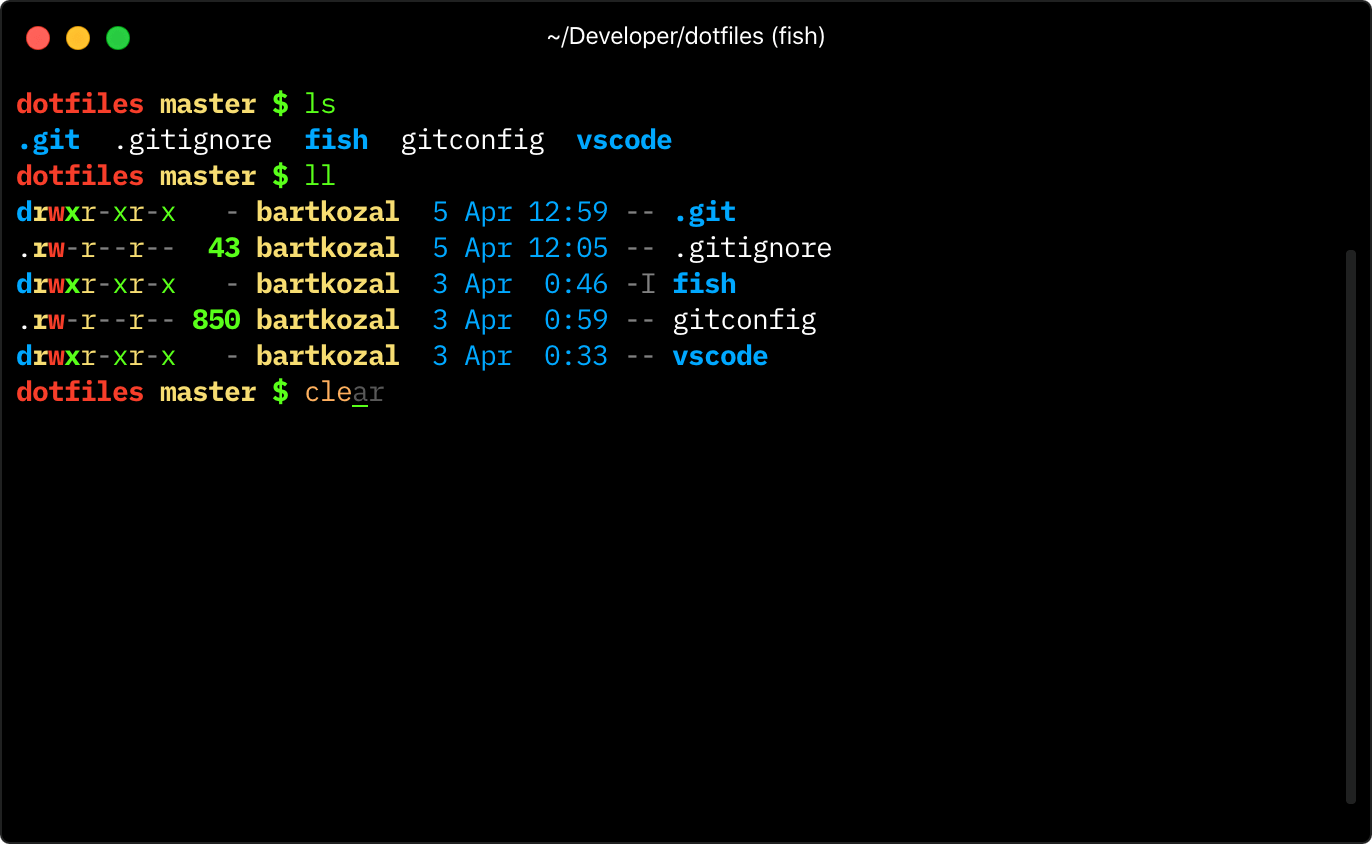 ~/Developer/dotfiles (fish)
dotfiles master $ ls
.git  .gitignore  fish  gitconfig  vscode
dotfiles master $ ll
drwxr-xr-x   - bartkozal  5 Apr 12:59 -- .git
.rw-r--r--  43 bartkozal  5 Apr 12:05 -- .gitignore
drwxr-xr-x   - bartkozal  3 Apr  0:46 -I fish
.rw-r--r-- 850 bartkozal  3 Apr  0:59 -- gitconfig
drwxr-xr-x   - bartkozal  3 Apr  0:33 -- vscode
dotfiles master $ clear